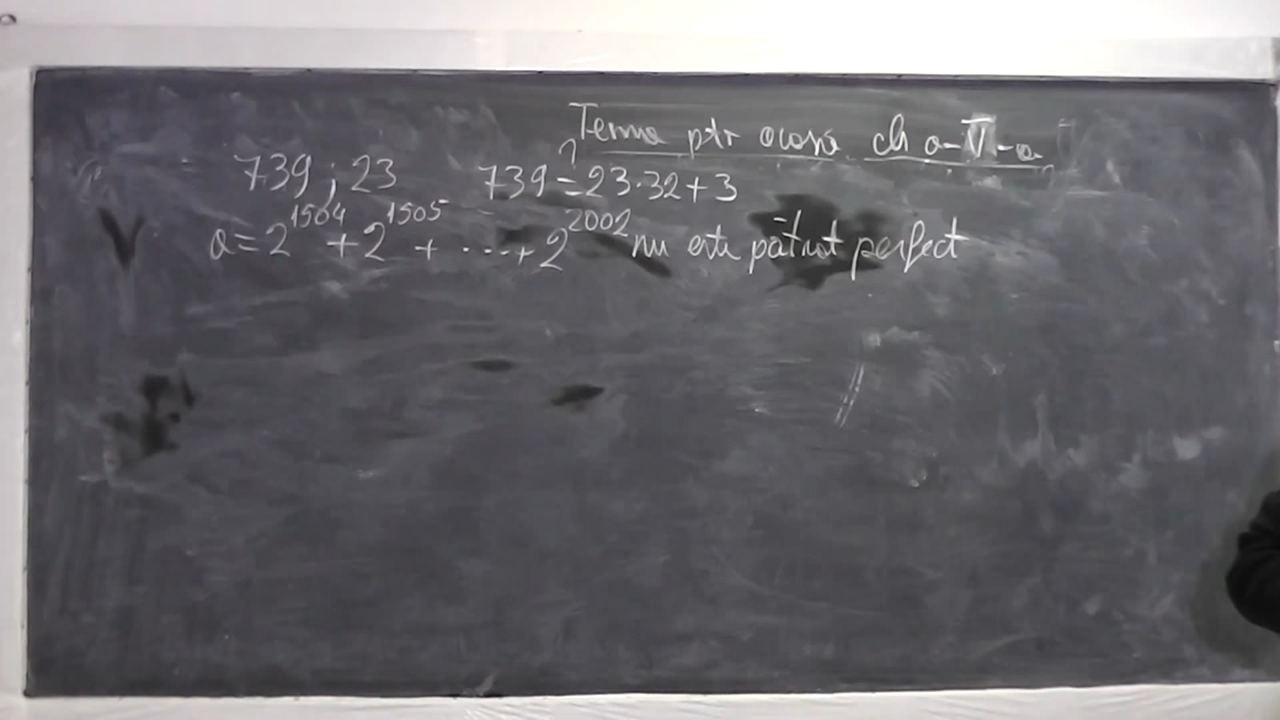 Tema ptr acasă cls a-V-a
739 ; 23 739 = 23·32+3
a=2^1504+2^1505+ ··· +2^2002 nu este pătrat perfect